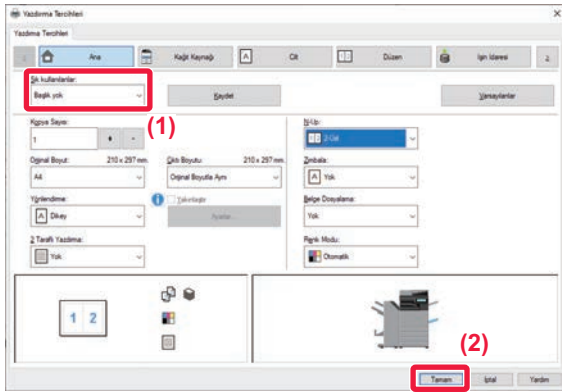 Yazdırma Tercihleri
Yazdırma Tercihleri
Ana
Kağıt Kaynağı
Cilt
Düzen
İşin İdaresi
Sık kullanılanlar:
Başlık yok
Kaydet
Varsayılanlar
(1)
Kopya Sayısı:
1
N-Up:
2-Gel
Orijinal Boyut:
210 x 297 mm.
A4
Çıktı Boyutu:
210 x 297 mm.
Orijinal Boyutla Aynı
Zımbala:
Yok
Yönlendirme:
Dikey
Yakınlaştır
Ayarlar...
Belge Dosyalama:
Yok
2 Taraflı Yazdırma:
Yok
Renk Modu:
Otomatik
1 2
(2)
Tamam
İptal
Yardım